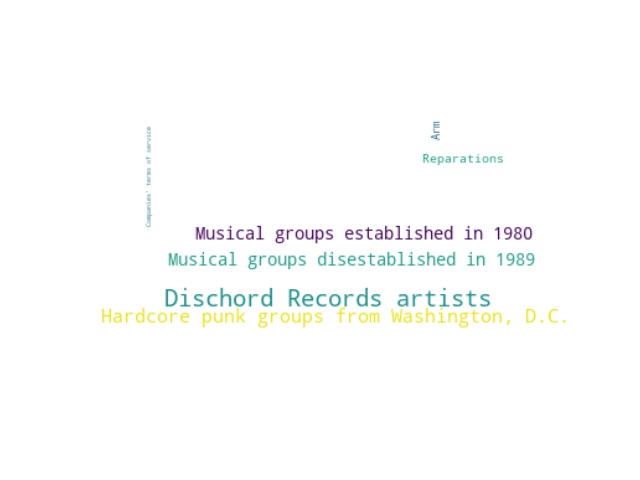 Companies' terms of service
Arm
Reparations
Musical groups established in 1980
Musical groups disestablished in 1989
Dischord Records artists
Hardcore punk groups from Washington, D.C.